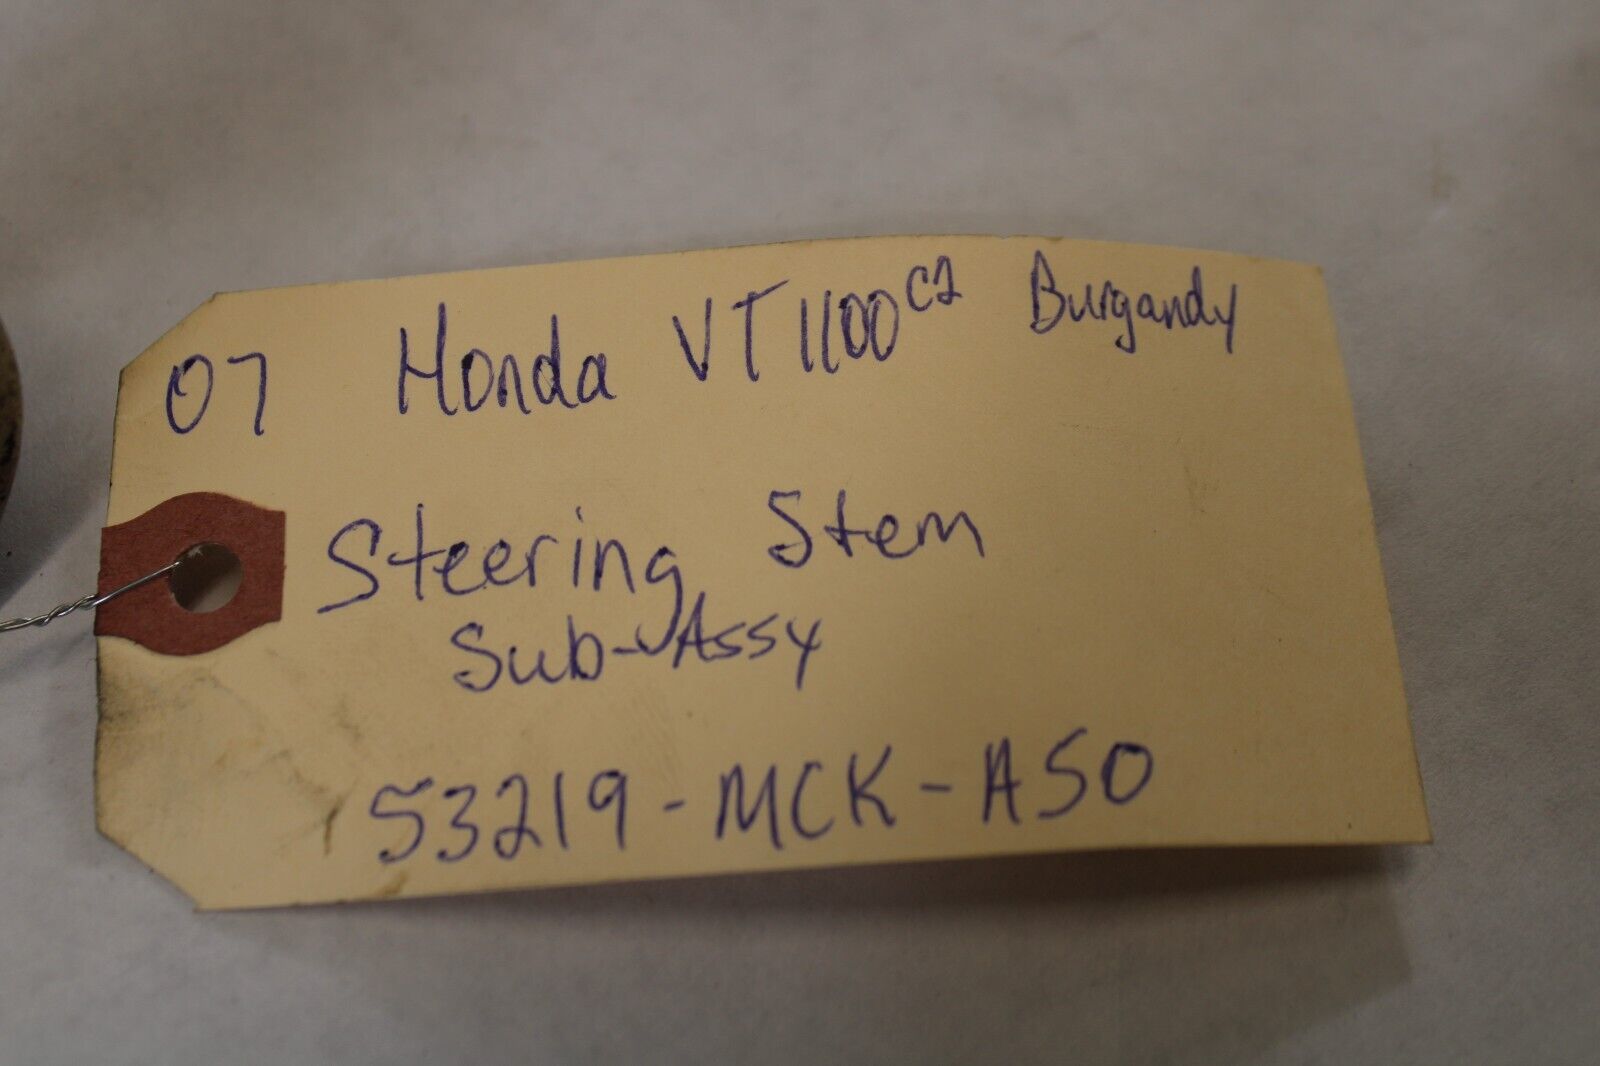 07 Honda VT1100C2 Burgandy
Steering Stem
Sub-Assy
53219-MCK-A50